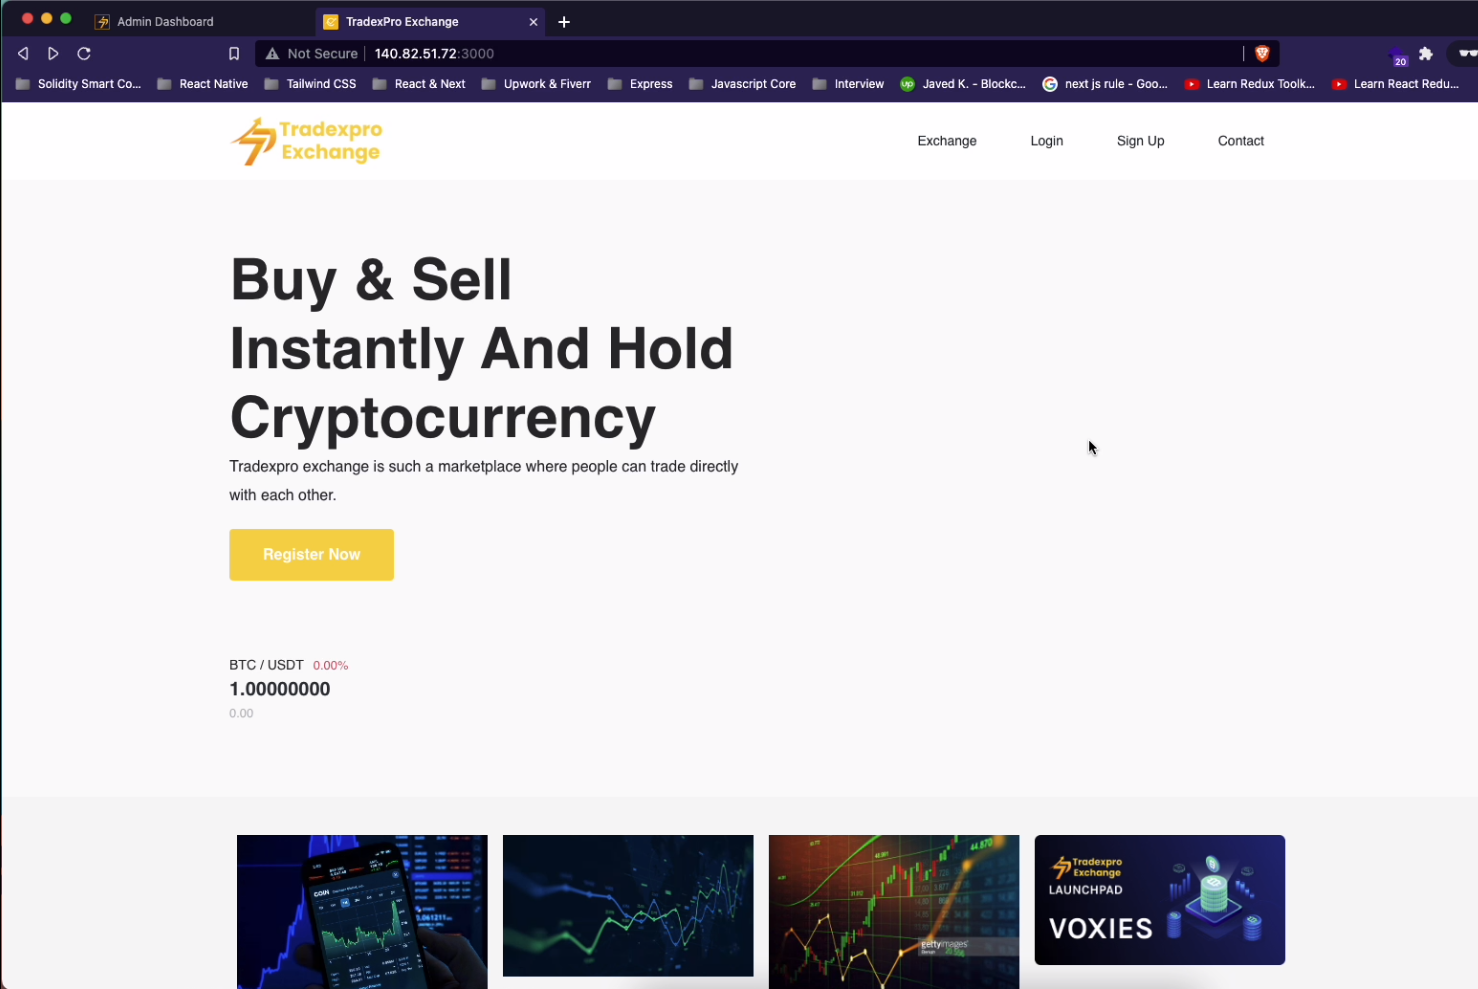 Admin Dashboard
TradexPro Exchange
Not Secure
140.82.51.72:3000
20
Solidity Smart Co...
React Native
Tailwind CSS
React & Next
Upwork & Fiverr
Express
Javascript Core
Interview
up
Javed K. - Blockc...
next js rule - Goo...
Learn Redux Toolk...
Learn React Redu...
Tradexpro
Exchange
Exchange
Login
Sign Up
Contact
Buy & Sell
Instantly And Hold
Cryptocurrency
Tradexpro exchange is such a marketplace where people can trade directly
with each other.
Register Now
BTC / USDT 0.00%
1.00000000
0.00
COIN
gettyimages
44.870
Tradexpro
Exchange
LAUNCHPAD
VOXIES